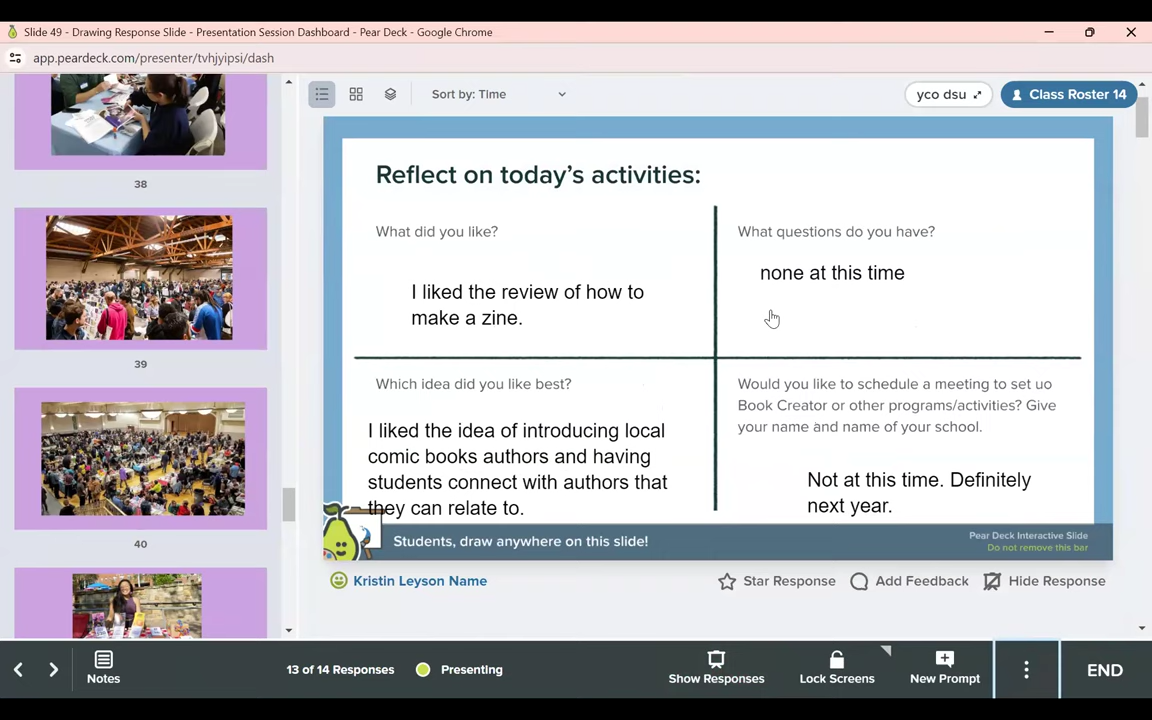 Slide 49 - Drawing Response Slide - Presentation Session Dashboard - Pear Deck - Google Chrome
app.peardeck.com/presenter/tvhjyipsi/dash
38
39
40
Sort by: Time
yco dsu
Class Roster 14
Reflect on today's activities:
What did you like?
I liked the review of how to
make a zine.
What questions do you have?
none at this time
Which idea did you like best?
I liked the idea of introducing local
comic books authors and having
students connect with authors that
they can relate to.
Would you like to schedule a meeting to set uo
Book Creator or other programs/activities? Give
your name and name of your school.
Not at this time. Definitely
next year.
Students, draw anywhere on this slide!
Pear Deck Interactive Slide
Do not remove this bar
Kristin Leyson Name
Star Response
Add Feedback
Hide Response
Notes
13 of 14 Responses
Presenting
Show Responses
Lock Screens
New Prompt
END